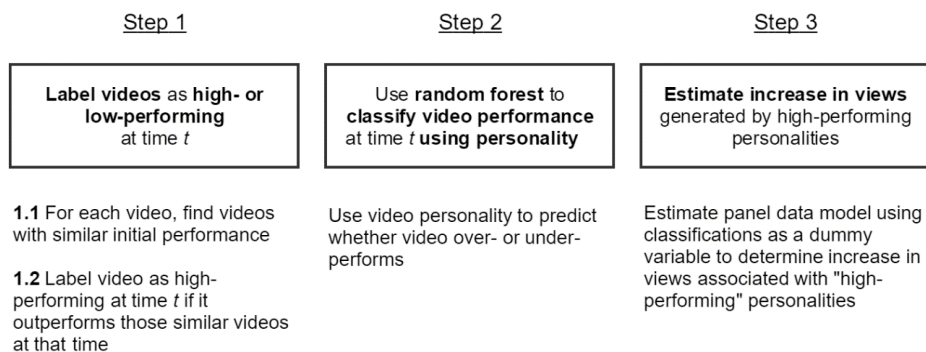 Step 1
Label videos as high- or
low-performing
at time t
1.1 For each video, find videos
with similar initial performance
1.2 Label video as high-
performing at time t if it
outperforms those similar videos
at that time
Step 2
Use random forest to
classify video performance
at time t using personality
Use video personality to predict
whether video over- or under-
performs
Step 3
Estimate increase in views
generated by high-performing
personalities
Estimate panel data model using
classifications as a dummy
variable to determine increase in
views associated with "high-
performing" personalities